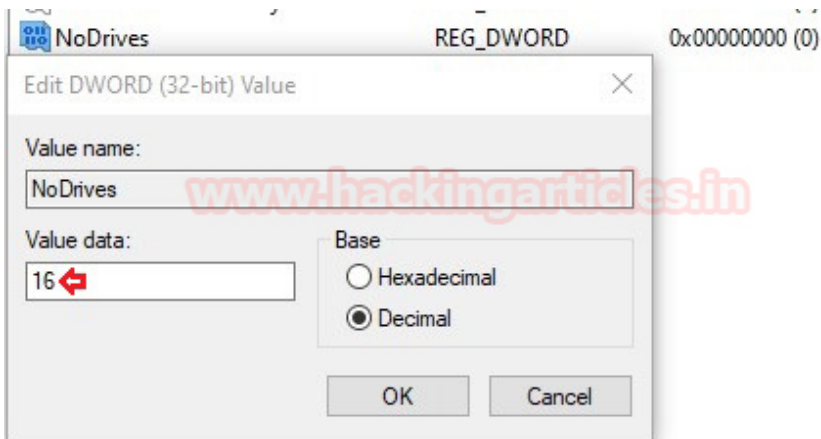 NoDrives REG_DWORD 0x00000000 (0)
Edit DWORD (32-bit) Value
Value name:
NoDrives
www.hackingarticles.in
Value data: Base
16 Hexadecimal
Decimal
OK Cancel